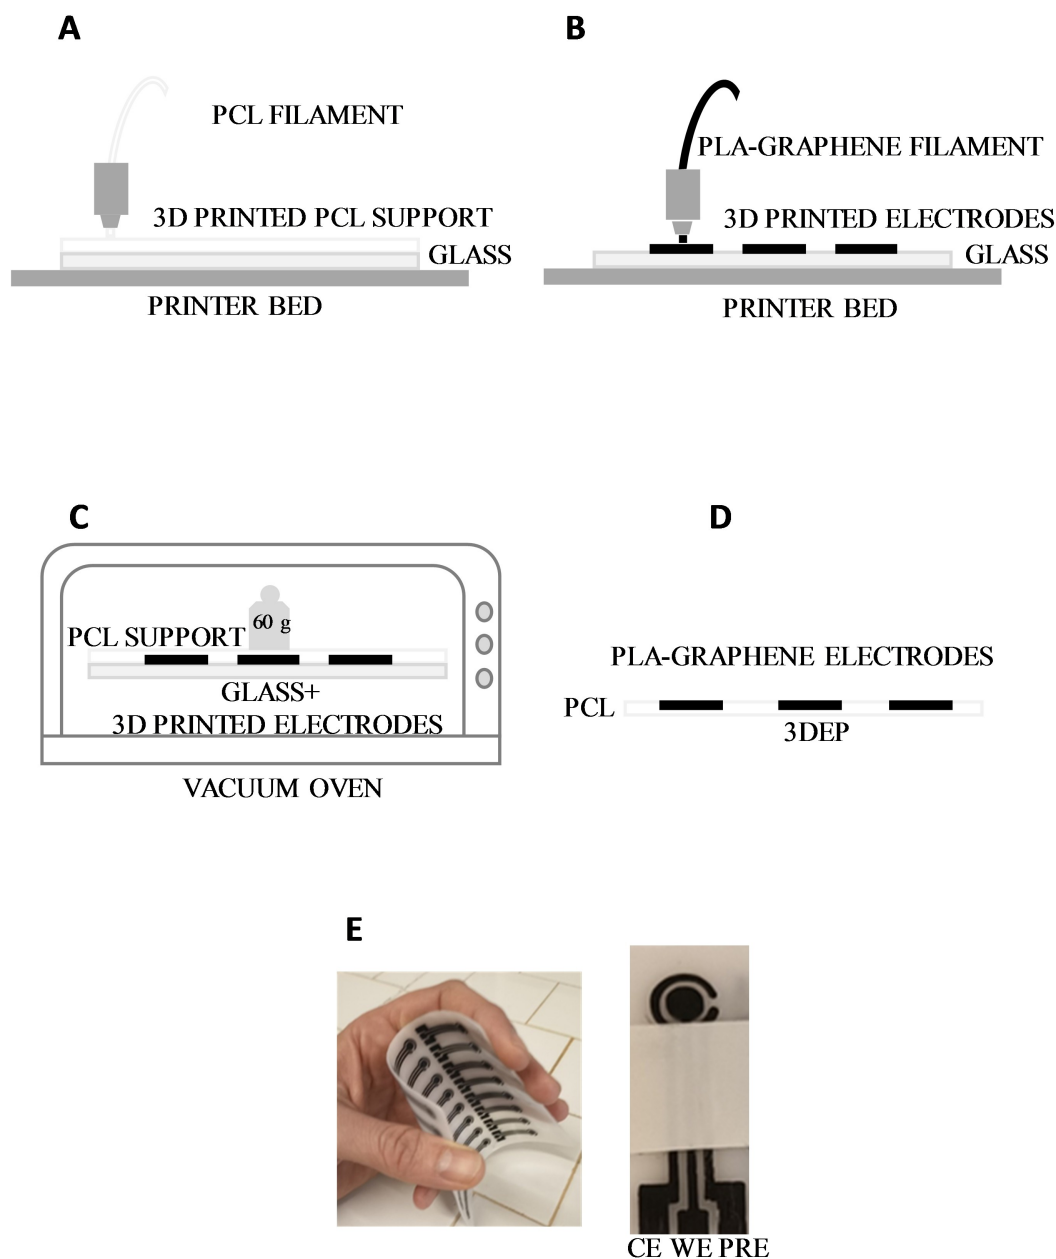 A
PCL FILAMENT
3D PRINTED PCL SUPPORT
GLASS
PRINTER BED
B
PLA-GRAPHENE FILAMENT
3D PRINTED ELECTRODES
GLASS
PRINTER BED
C
60 g
PCL SUPPORT
GLASS+
3D PRINTED ELECTRODES
VACUUM OVEN
D
PLA-GRAPHENE ELECTRODES
PCL
3DEP
E
CE WE PRE